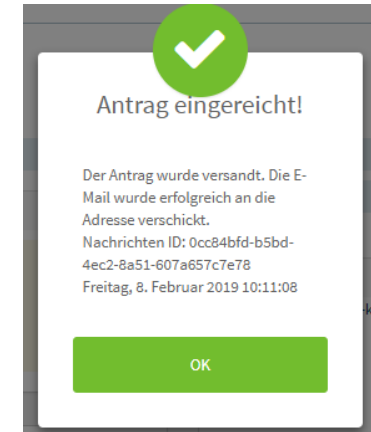 Antrag eingereicht!
Der Antrag wurde versandt. Die E-
Mail wurde erfolgreich an die
Adresse verschickt.
Nachrichten ID: 0cc84bfd-b5bd-
4ec2-8a51-607a657c7e78
Freitag, 8. Februar 2019 10:11:08
OK